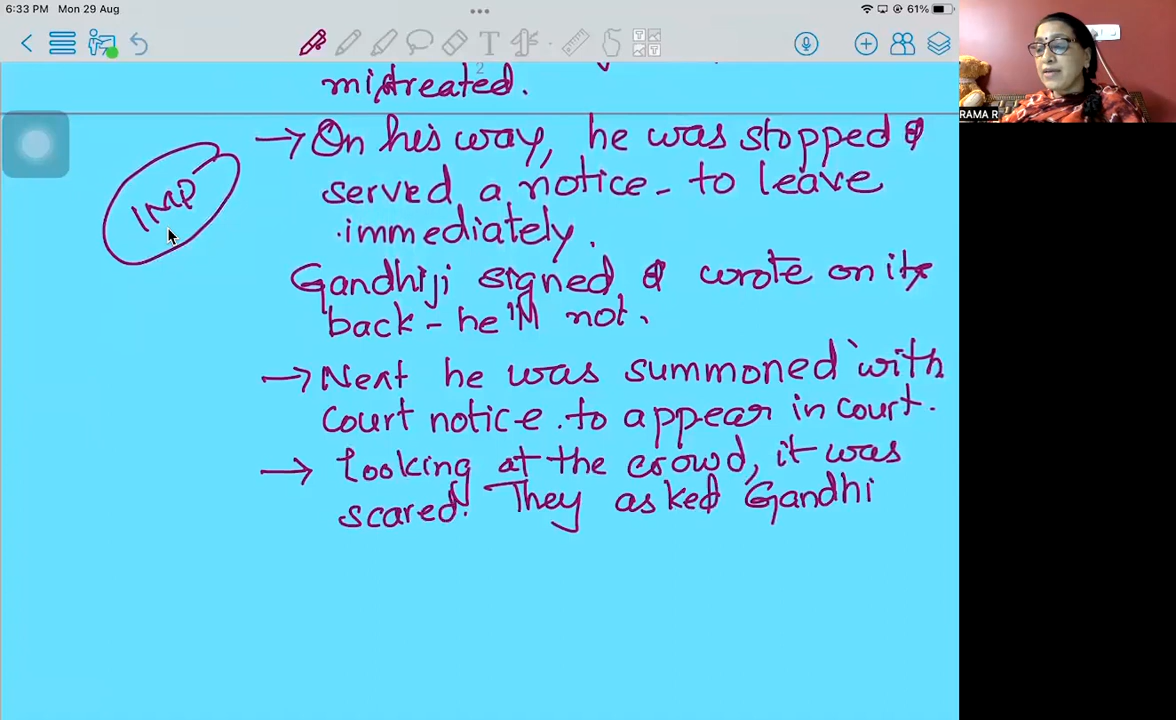 6:33 PM Mon 29 Aug
61%
mistreated.
2
→ On his way, he was stopped &
served a notice - to leave
immediately.
IMP
Gandhiji signed & wrote on its
back - he'll not.
→ Next he was summoned with
court notice. to appear in court.
→ looking at the crowd, it was
scared. They asked Gandhi
RAMA R